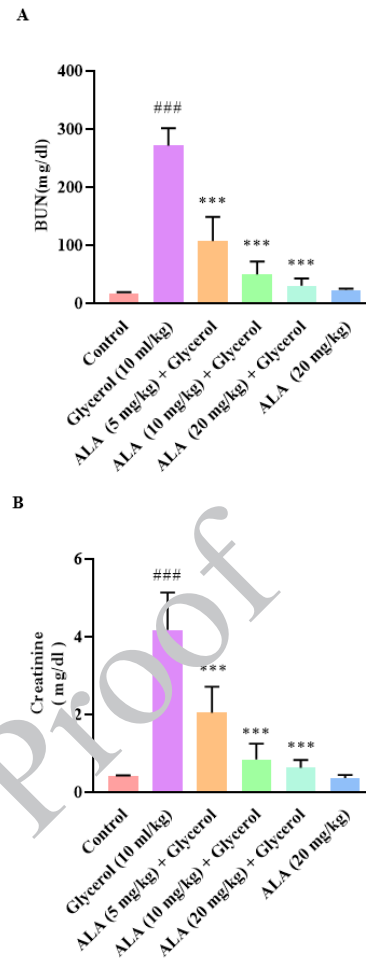 A
400
300
200
100
0
BUN(mg/dl)
###
***
***
***
Control
Glycerol (10 ml/kg)
ALA (5 mg/kg) + Glycerol
ALA (10 mg/kg) + Glycerol
ALA (20 mg/kg) + Glycerol
ALA (20 mg/kg)
B
6
4
2
0
Creatinine
(mg/dl)
###
***
***
***
Control
Glycerol (10 ml/kg)
ALA (5 mg/kg) + Glycerol
ALA (10 mg/kg) + Glycerol
ALA (20 mg/kg) + Glycerol
ALA (20 mg/kg)
Proof